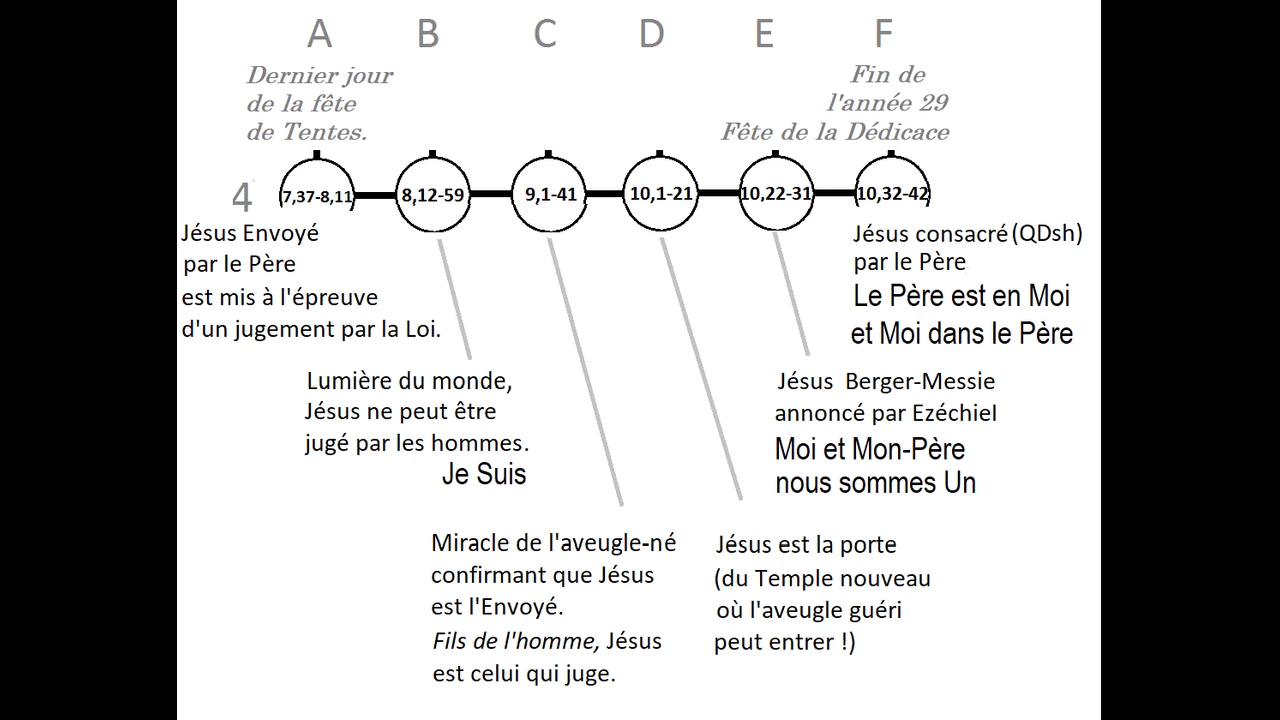 A B C D E F
Dernier jour
de la fête
de Tentes.
Fin de
l'année 29
Fête de la Dédicace
4 7,37-8,11 8,12-59 9,1-41 10,1-21 10,22-31 10,32-42
Jésus Envoyé
par le Père
est mis à l'épreuve
d'un jugement par la Loi.
Lumière du monde,
Jésus ne peut être
jugé par les hommes.
Je Suis
Miracle de l'aveugle-né
confirmant que Jésus
est l'Envoyé.
Fils de l'homme, Jésus
est celui qui juge.
Jésus est la porte
(du Temple nouveau
où l'aveugle guéri
peut entrer !)
Jésus Berger-Messie
annoncé par Ezéchiel
Moi et Mon-Père
nous sommes Un
Jésus consacré (QDsh)
par le Père
Le Père est en Moi
et Moi dans le Père